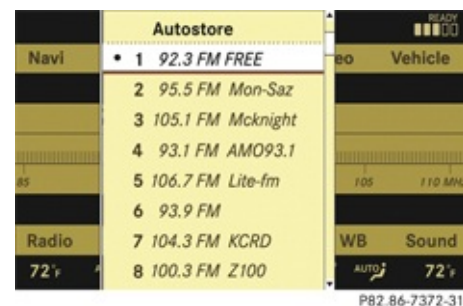 READY
Autostore
Navi
eo Vehicle
• 1 92.3 FM FREE
2 95.5 FM Mon-Saz
3 105.1 FM Mcknight
4 93.1 FM AMO93.1
5 106.7 FM Lite-fm
85 105 110 MH
6 93.9 FM
Radio
7 104.3 FM KCRD
WB Sound
8 100.3 FM Z100
72°F
AUTO 72°F
P82.86-7372-31